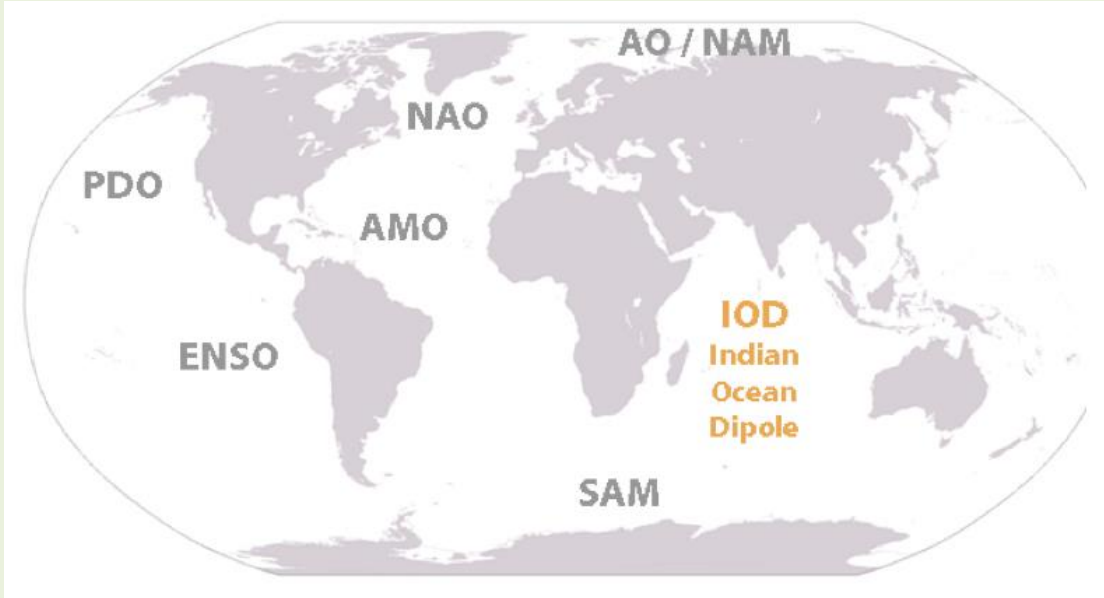 AO / NAM
NAO
PDO
AMO
IOD
Indian
Ocean
Dipole
ENSO
SAM